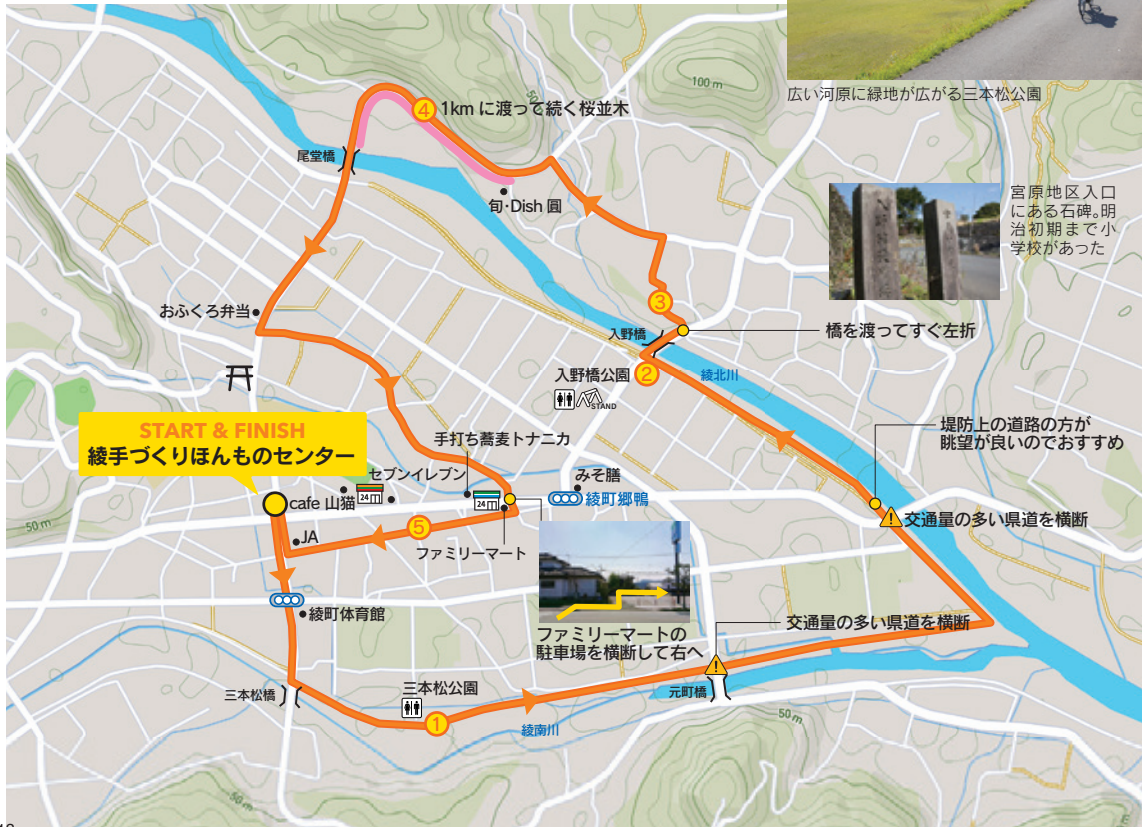 広い河原に緑地が広がる三本松公園
100 m
50 m
④
1kmに渡って続く桜並木
尾堂橋
旬・Dish 圓
宮原地区入口
にある石碑。明
治初期まで小
学校があった
おふくろ弁当
③
橋を渡ってすぐ左折
入野橋
②
入野橋公園
STAND
綾北川
堤防上の道路の方が
眺望が良いのでおすすめ
START & FINISH
綾手づくりほんものセンター
手打ち蕎麦トナニカ
セブンイレブン
24
みそ膳
綾町郷鴨
cafe 山猫
24
交通量の多い県道を横断
50 m
JA
⑤
ファミリーマート
綾町体育館
ファミリーマートの
駐車場を横断して右へ
交通量の多い県道を横断
三本松橋
三本松公園
①
元町橋
綾南川
50 m
50 m